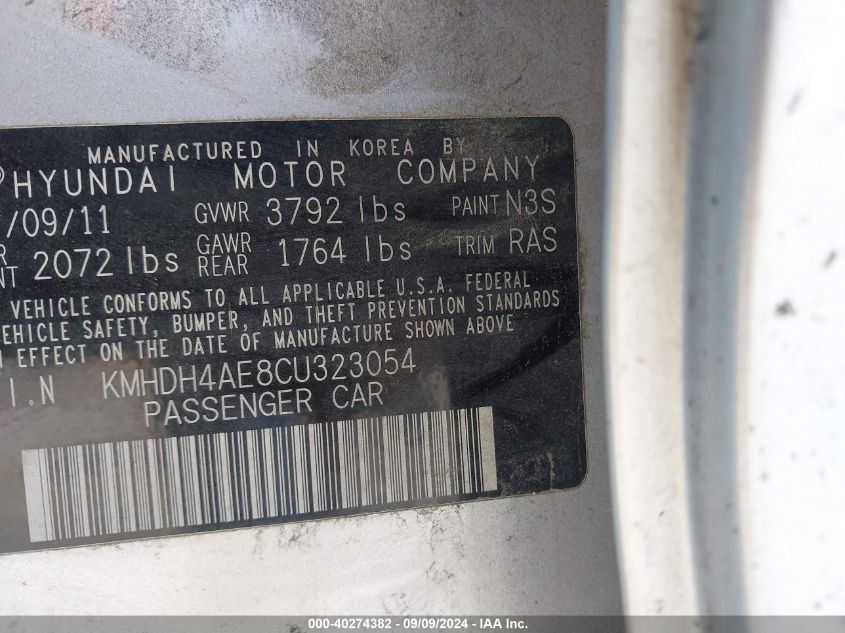 MANUFACTURED IN KOREA BY
HYUNDAI MOTOR COMPANY
/09/11 GVWR 3792 lbs PAINT N3S
2072 lbs GAWR REAR 1764 lbs TRIM RAS
VEHICLE CONFORMS TO ALL APPLICABLE U.S.A. FEDERAL
VEHICLE SAFETY, BUMPER, AND THEFT PREVENTION STANDARDS
EFFECT ON THE DATE OF MANUFACTURE SHOWN ABOVE
I.N KMHDH4AE8CU323054
PASSENGER CAR
000-40274382 - 09/09/2024 - IAA Inc.